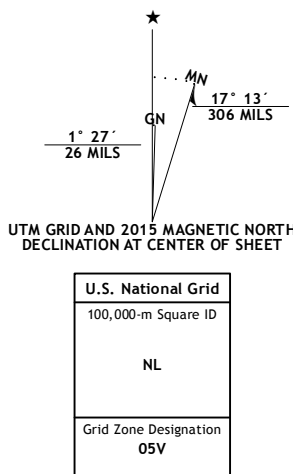 ★
MN
17° 13´
306 MILS
GN
1° 27´
26 MILS
UTM GRID AND 2015 MAGNETIC NORTH
DECLINATION AT CENTER OF SHEET
U.S. National Grid
100,000-m Square ID
NL
Grid Zone Designation
05V